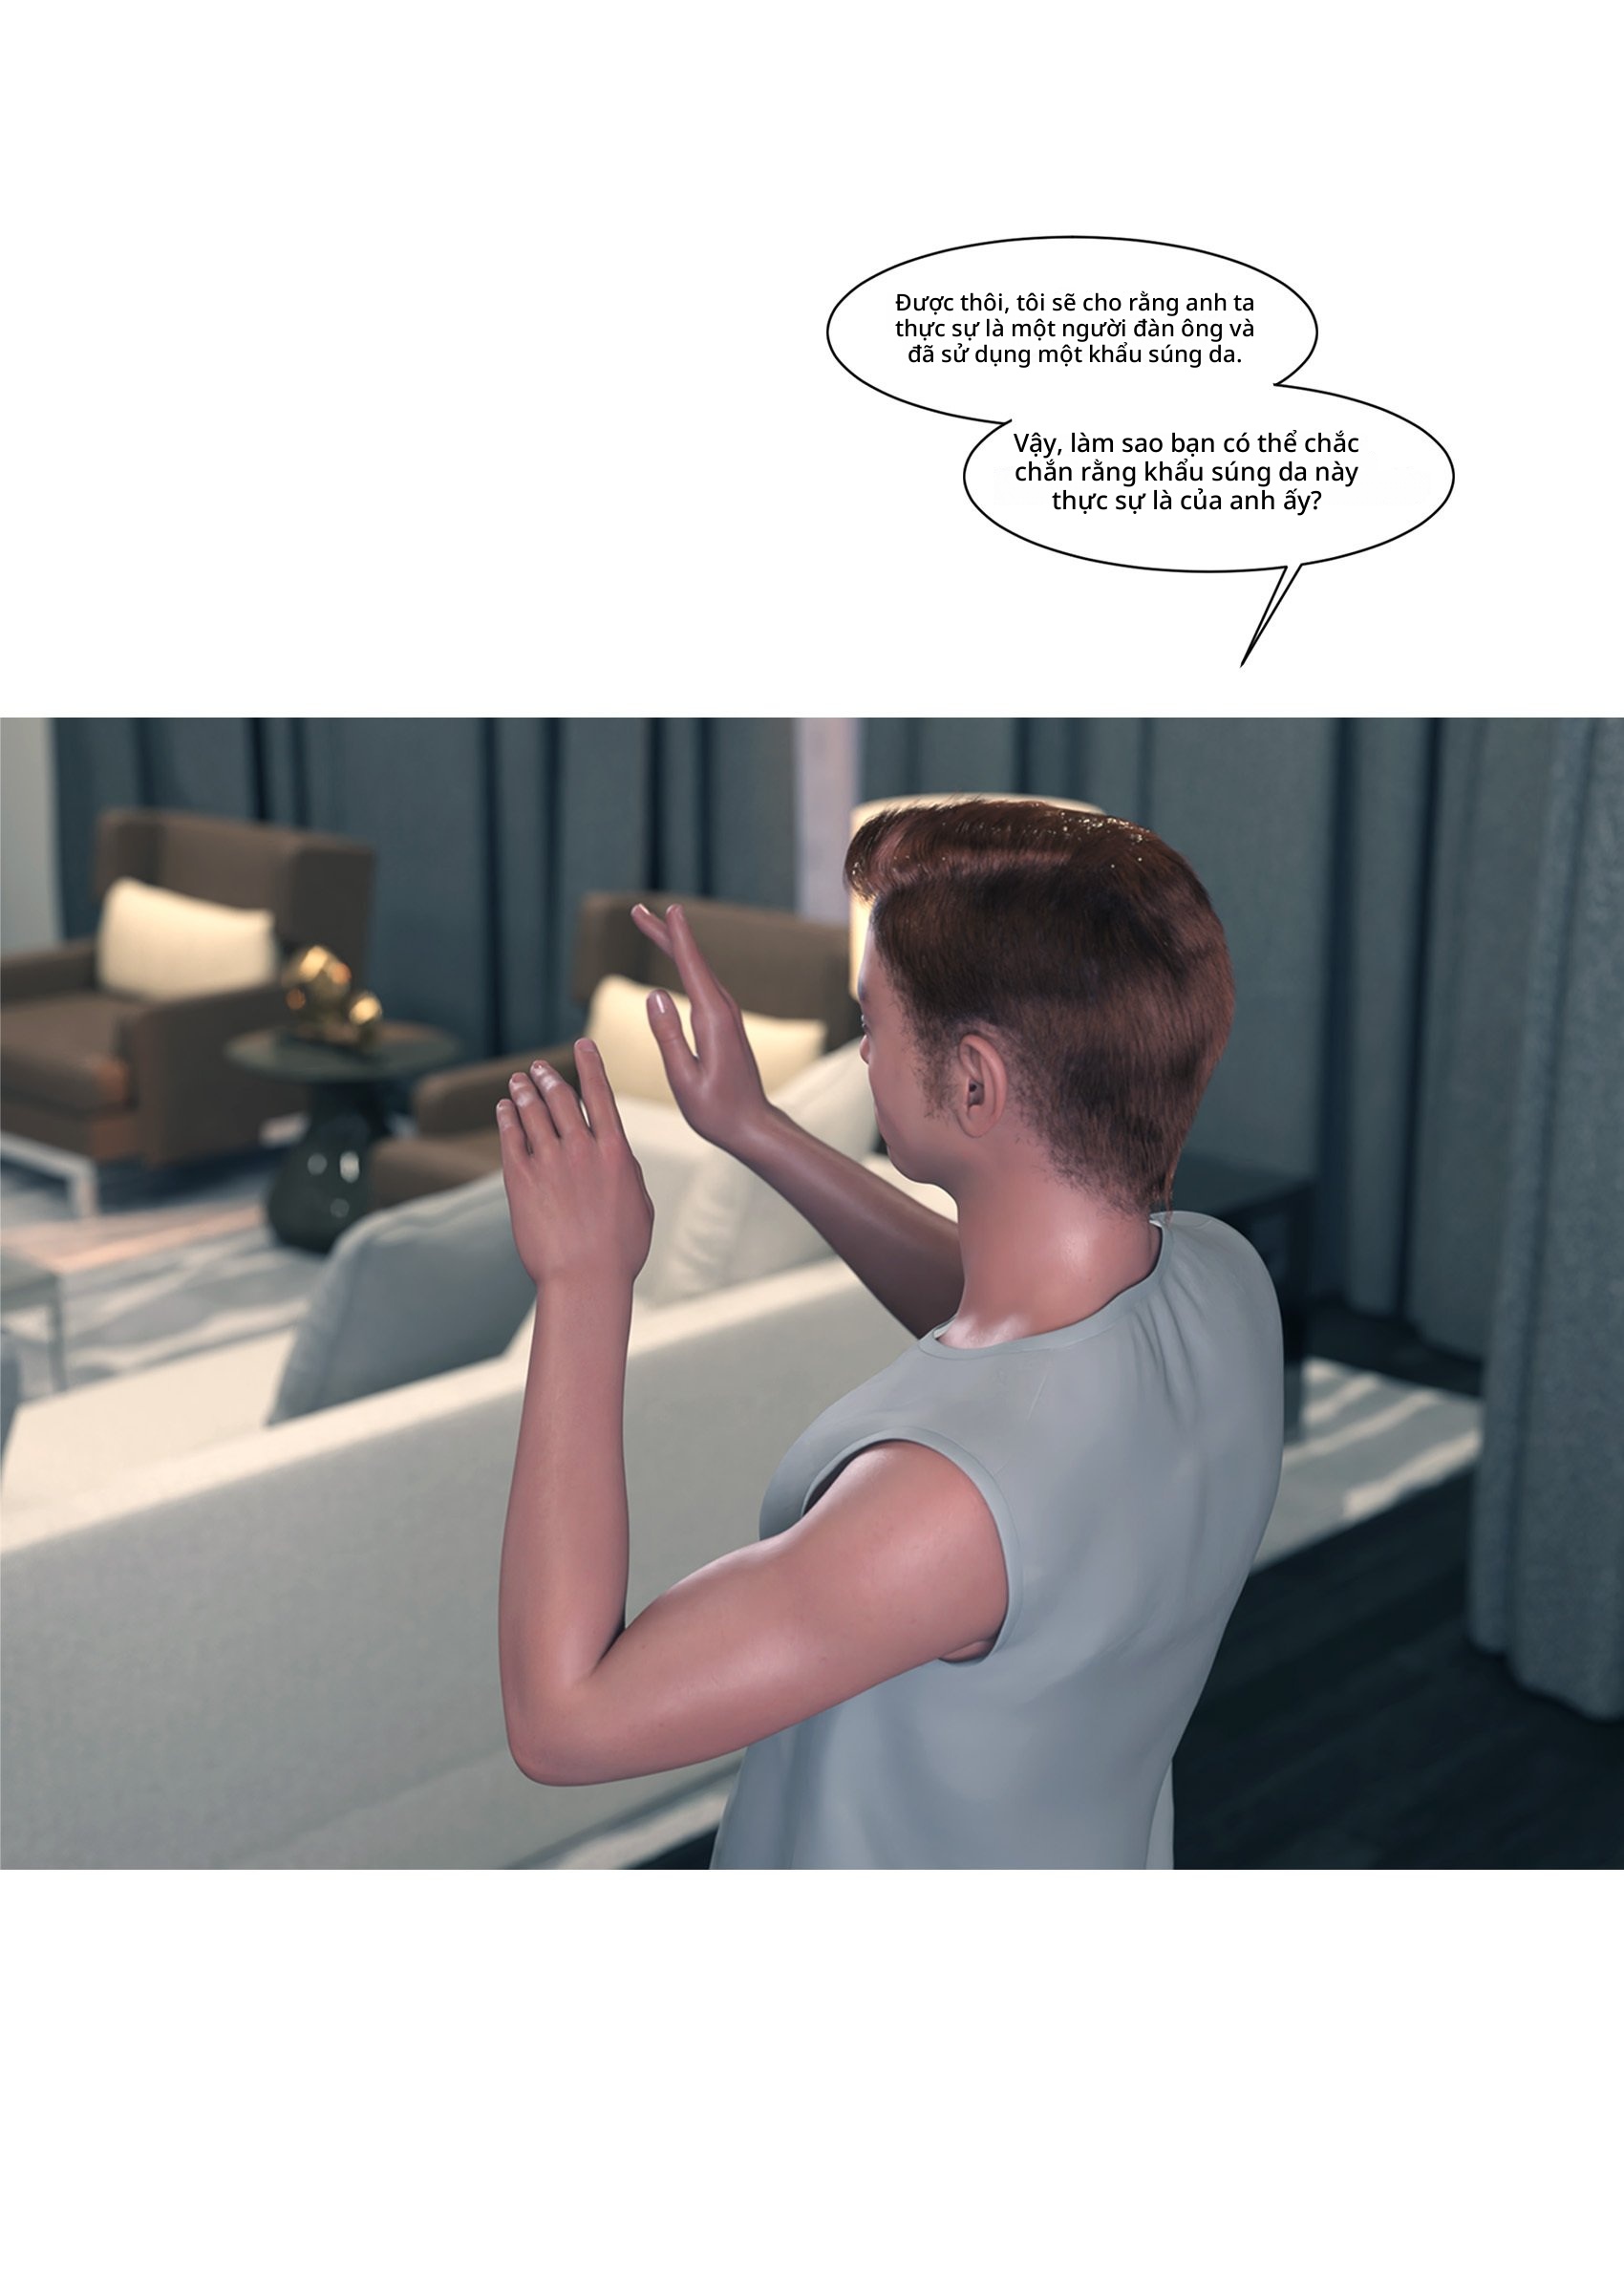 Được thôi, tôi sẽ cho rằng anh ta
thực sự là một người đàn ông và
đã sử dụng một khẩu súng da.
Vậy, làm sao bạn có thể chắc
chắn rằng khẩu súng da này
thực sự là của anh ấy?